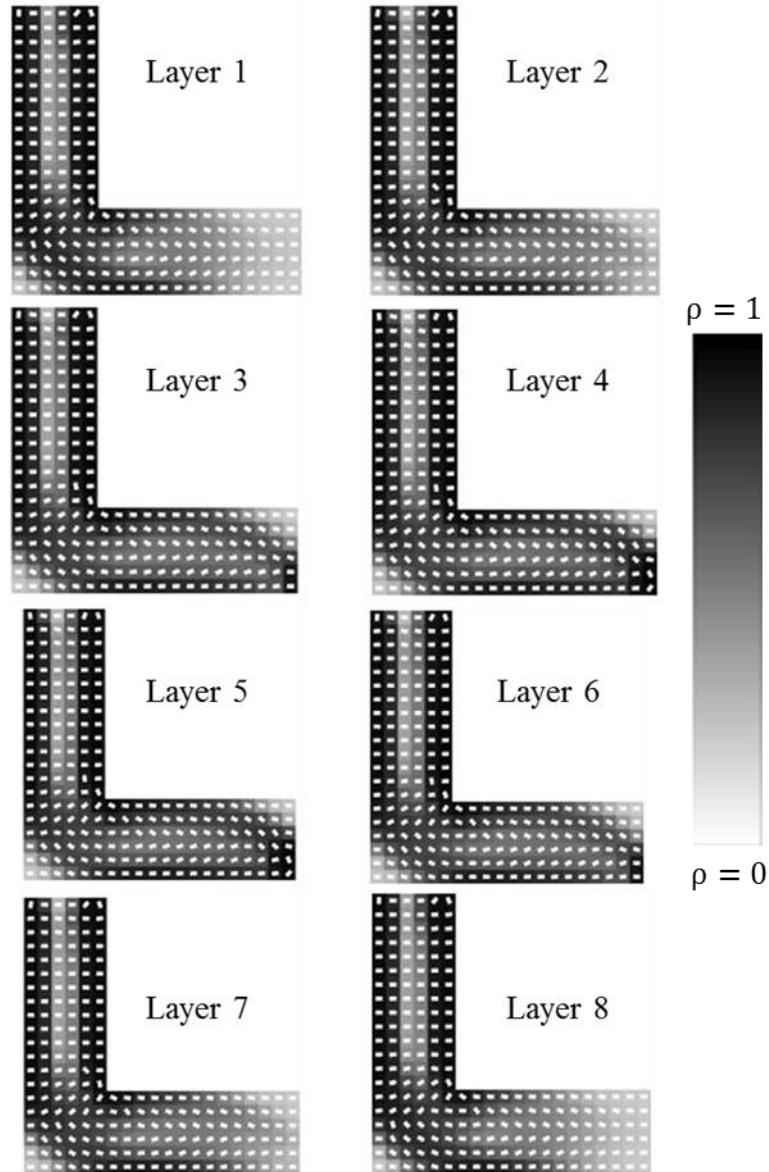 Layer 1
Layer 2
Layer 3
Layer 4
ρ = 1
Layer 5
Layer 6
ρ = 0
Layer 7
Layer 8